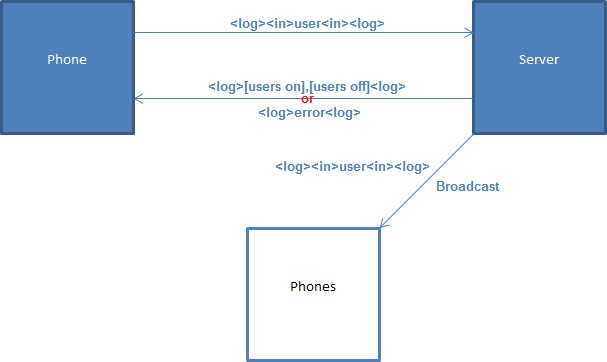 <log><in>user<in><log>
Phone
Server
<log>[users on],[users off]<log>
or
<log>error<log>
<log><in>user<in><log>
Broadcast
Phones